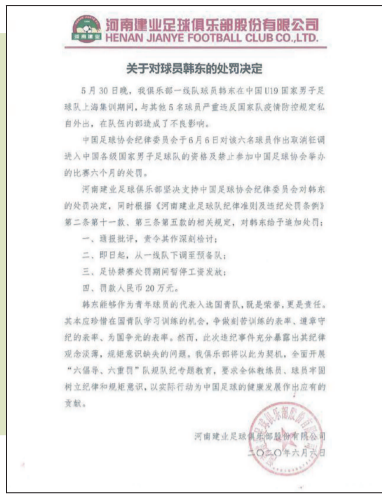 河南建业足球俱乐部股份有限公司
HENAN JIANYE FOOTBALL CLUB CO.,LTD.
关于对球员韩东的处罚决定
5月30日晚，我俱乐部一线队球员韩东在中国U19国家男子足
球队上海集训期间，与其他5名球员严重违反国家队疫情防控规定私
自外出，在队伍内部造成了不良影响。
中国足球协会纪律委员会于6月6日对该六名球员作出取消征调
进入中国各级国家男子足球队的资格及禁止参加中国足球协会举办
的比赛六个月的处罚。
河南建业足球俱乐部坚决支持中国足球协会纪律委员会对韩东
的处罚决定，同时根据《河南建业足球队纪律准则及违纪处罚条例》
第二条第十一款、第三条第五款的相关规定，对韩东给予追加处罚：
一、通报批评，责令其作深刻检讨；
二、即日起，从一线队下调至预备队；
三、足协禁赛处罚期间暂停工资发放；
四、罚款人民币20万元。
韩东能够作为青年球员的代表入选国青队，既是荣誉，更是责任。
其本应珍惜在国青队学习训练的机会，争做刻苦训练的表率、遵章守
纪的表率、为国争光的表率。然而，此次违纪事件充分暴露出其纪律
观念淡薄，规矩意识缺失的问题。我俱乐部将以此为契机，全面开展
“六倡导、六重罚”队规队纪专题教育，要求全体教练员、球员牢固
树立纪律和规矩意识，以实际行动为中国足球的健康发展作出应有的
贡献。
河南建业足球俱乐部股份有限公司
二〇二〇年六月六日